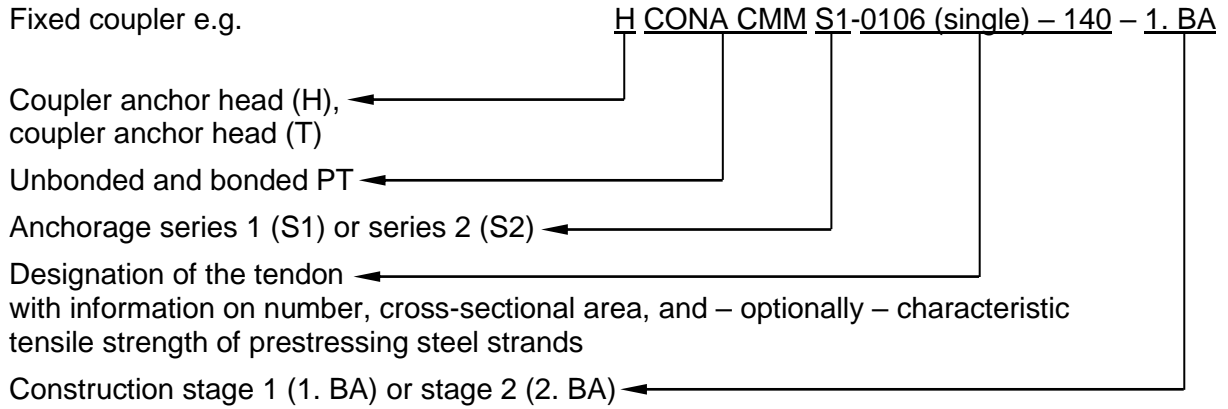 Fixed coupler e.g. H CONA CMM S1-0106 (single) – 140 – 1. BA
Coupler anchor head (H),
coupler anchor head (T)
Unbonded and bonded PT
Anchorage series 1 (S1) or series 2 (S2)
Designation of the tendon
with information on number, cross-sectional area, and – optionally – characteristic
tensile strength of prestressing steel strands
Construction stage 1 (1. BA) or stage 2 (2. BA)